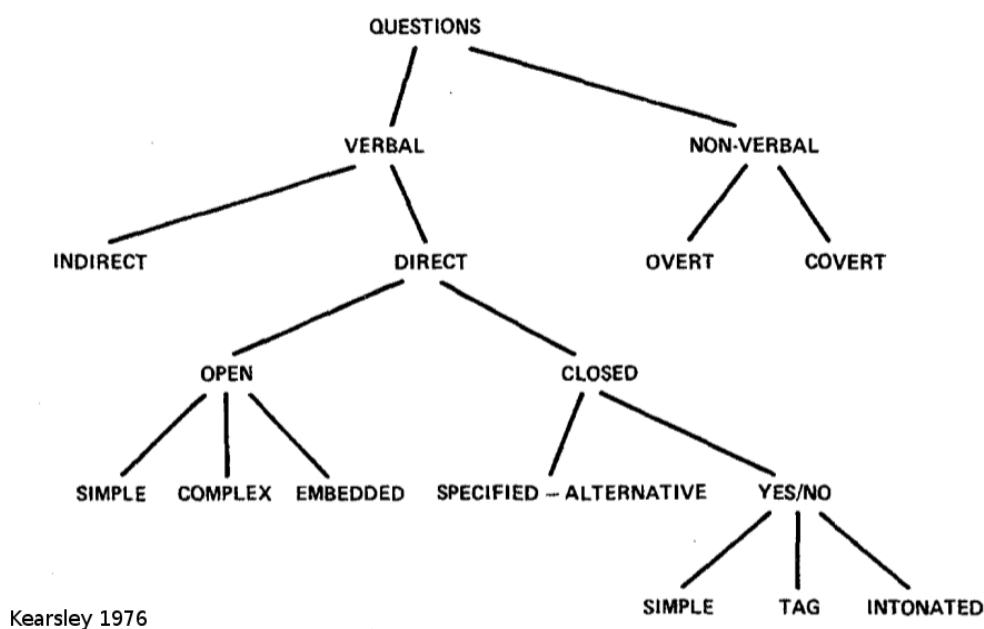 QUESTIONS
VERBAL NON-VERBAL
INDIRECT DIRECT OVERT COVERT
OPEN CLOSED
SIMPLE COMPLEX EMBEDDED SPECIFIED – ALTERNATIVE YES/NO
SIMPLE TAG INTONATED
Kearsley 1976